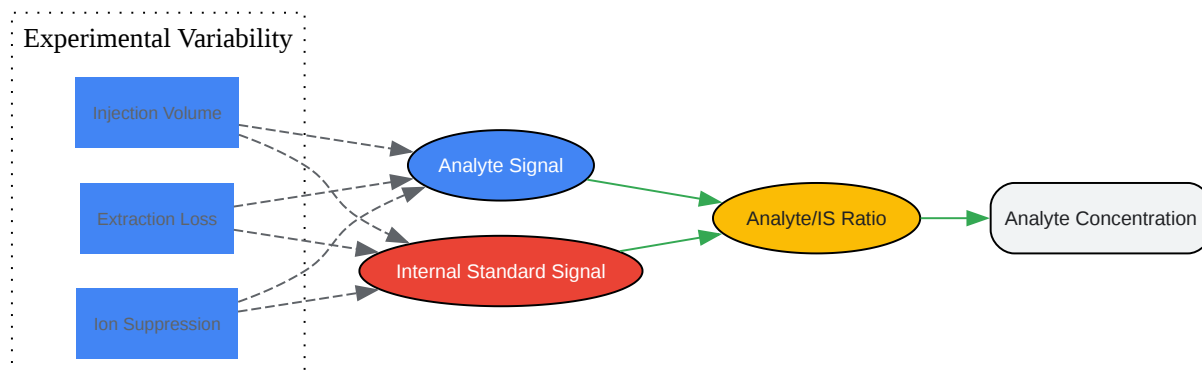 Experimental Variability
Injection Volume
Extraction Loss
Ion Suppression
Analyte Signal
Internal Standard Signal
Analyte/IS Ratio
Analyte Concentration